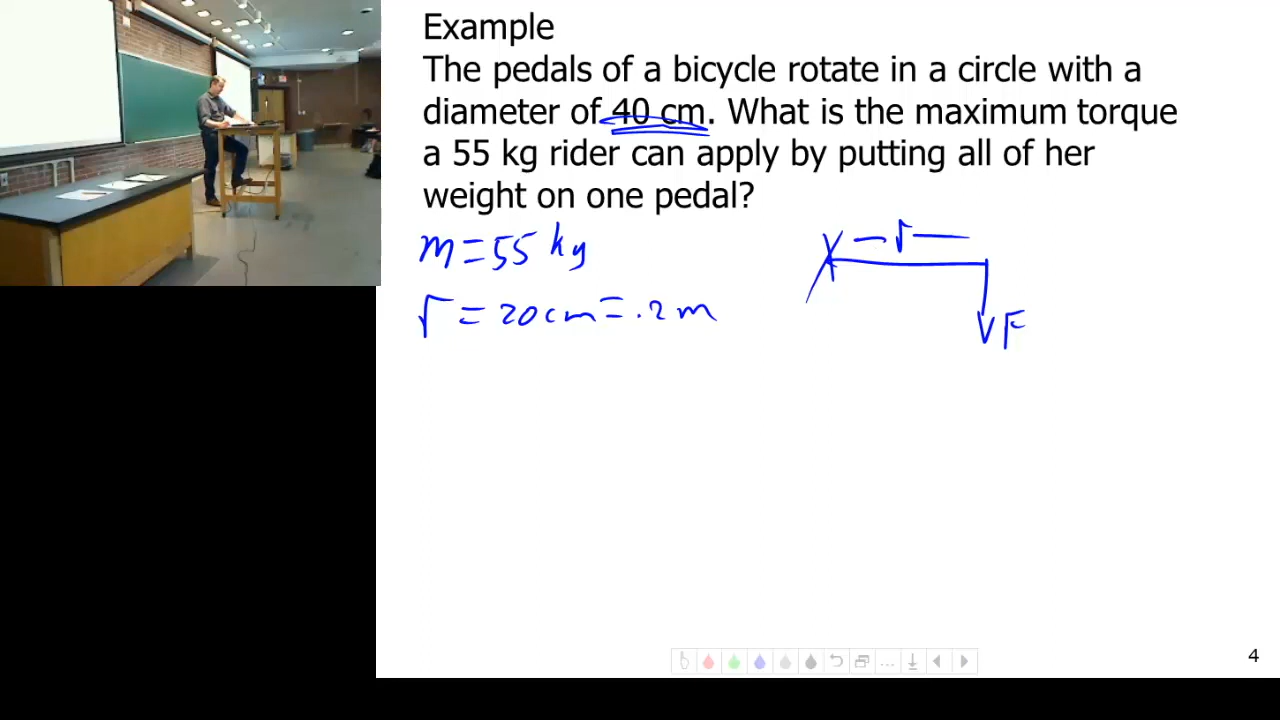 Example
The pedals of a bicycle rotate in a circle with a
diameter of 40 cm. What is the maximum torque
a 55 kg rider can apply by putting all of her
weight on one pedal?
m = 55 kg
r = 20 cm = .2 m
r
F
4